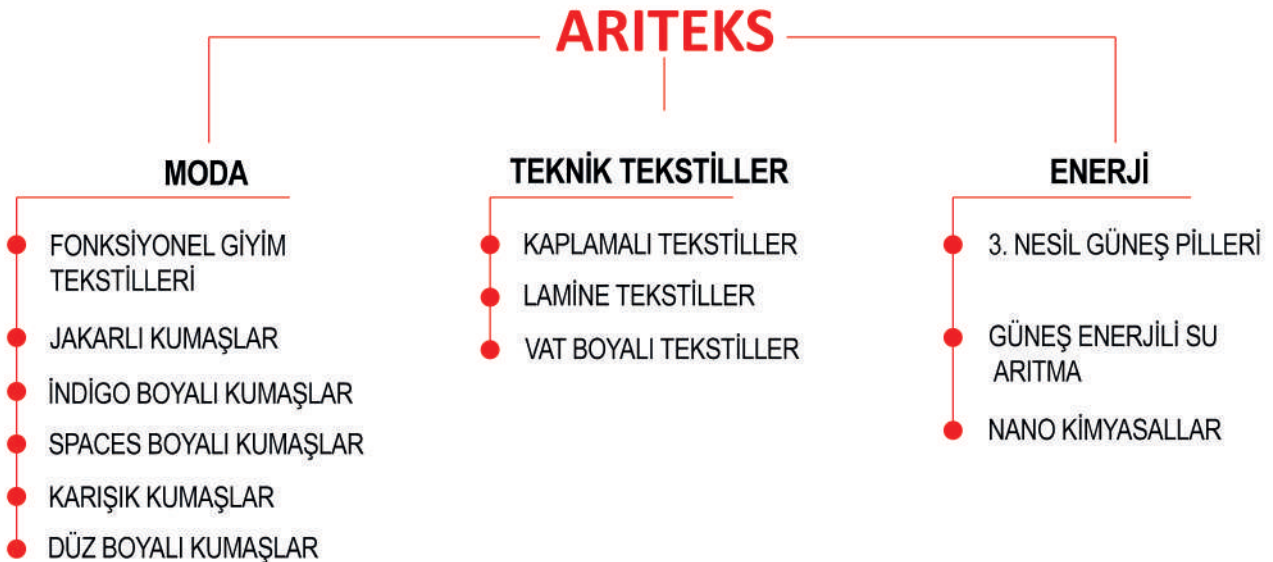 ARITEKS
MODA
FONKSİYONEL GİYİM
TEKSTİLLERİ
JAKARLI KUMAŞLAR
İNDİGO BOYALI KUMAŞLAR
SPACES BOYALI KUMAŞLAR
KARIŞIK KUMAŞLAR
DÜZ BOYALI KUMAŞLAR
TEKNİK TEKSTİLLER
KAPLAMALI TEKSTİLLER
LAMİNE TEKSTİLLER
VAT BOYALI TEKSTİLLER
ENERJİ
3. NESİL GÜNEŞ PİLLERİ
GÜNEŞ ENERJİLİ SU
ARITMA
NANO KİMYASALLAR